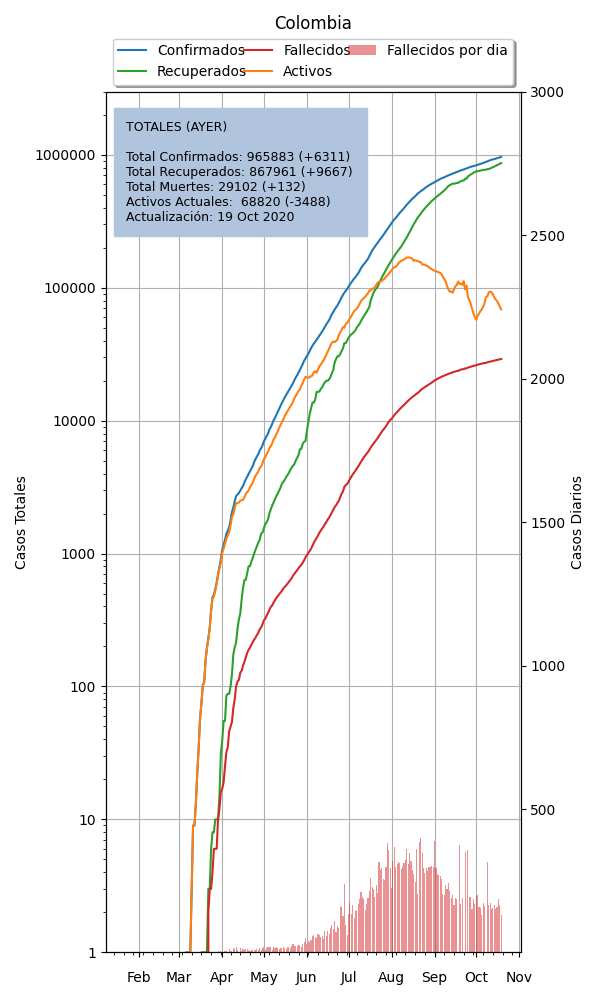 Colombia
Confirmados Fallecidos Fallecidos por dia
Recuperados Activos
TOTALES (AYER)
Total Confirmados: 965883 (+6311)
Total Recuperados: 867961 (+9667)
Total Muertes: 29102 (+132)
Activos Actuales:  68820 (-3488)
Actualización: 19 Oct 2020
Casos Totales
1000000
100000
10000
1000
100
10
1
Casos Diarios
3000
2500
2000
1500
1000
500
Feb Mar Apr May Jun Jul Aug Sep Oct Nov